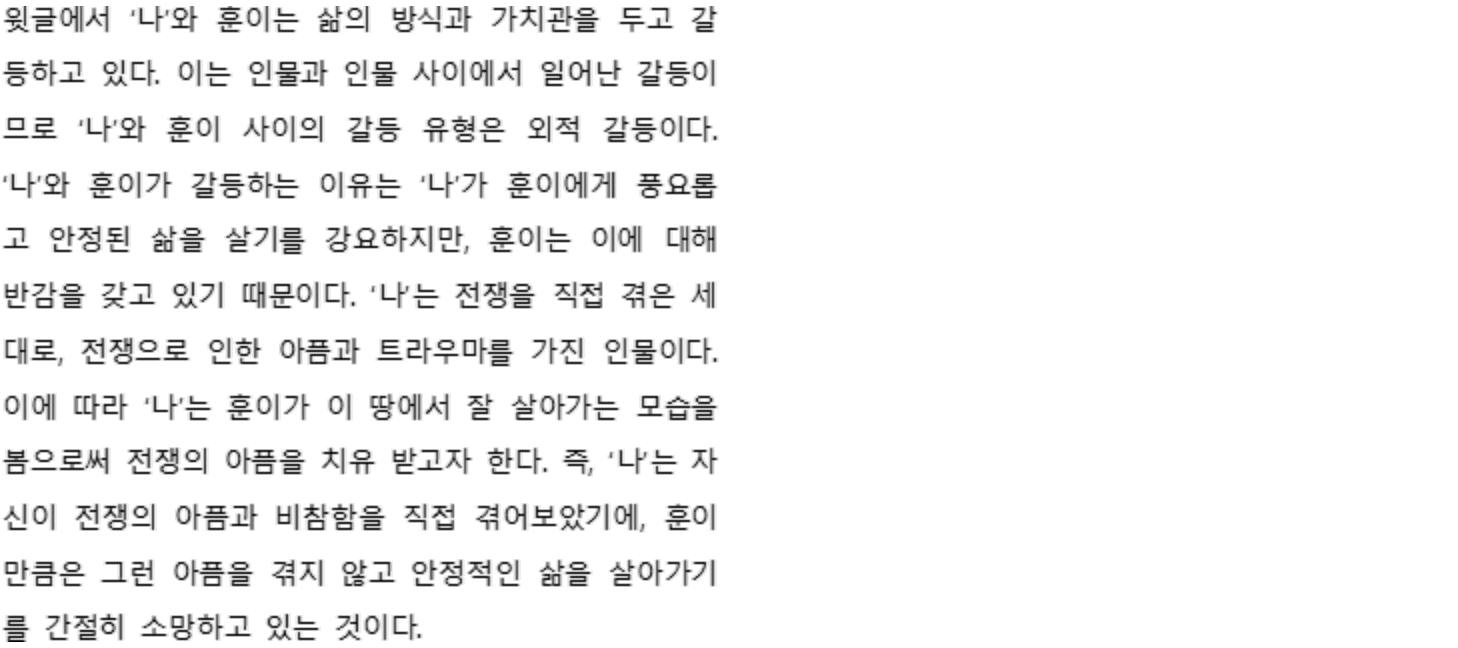 윗글에서 ‘나’와 훈이는 삶의 방식과 가치관을 두고 갈
등하고 있다. 이는 인물과 인물 사이에서 일어난 갈등이
므로 ‘나’와 훈이 사이의 갈등 유형은 외적 갈등이다.
‘나’와 훈이가 갈등하는 이유는 ‘나’가 훈이에게 풍요롭
고 안정된 삶을 살기를 강요하지만, 훈이는 이에 대해
반감을 갖고 있기 때문이다. ‘나’는 전쟁을 직접 겪은 세
대로, 전쟁으로 인한 아픔과 트라우마를 가진 인물이다.
이에 따라 ‘나’는 훈이가 이 땅에서 잘 살아가는 모습을
봄으로써 전쟁의 아픔을 치유 받고자 한다. 즉, ‘나’는 자
신이 전쟁의 아픔과 비참함을 직접 겪어보았기에, 훈이
만큼은 그런 아픔을 겪지 않고 안정적인 삶을 살아가기
를 간절히 소망하고 있는 것이다.